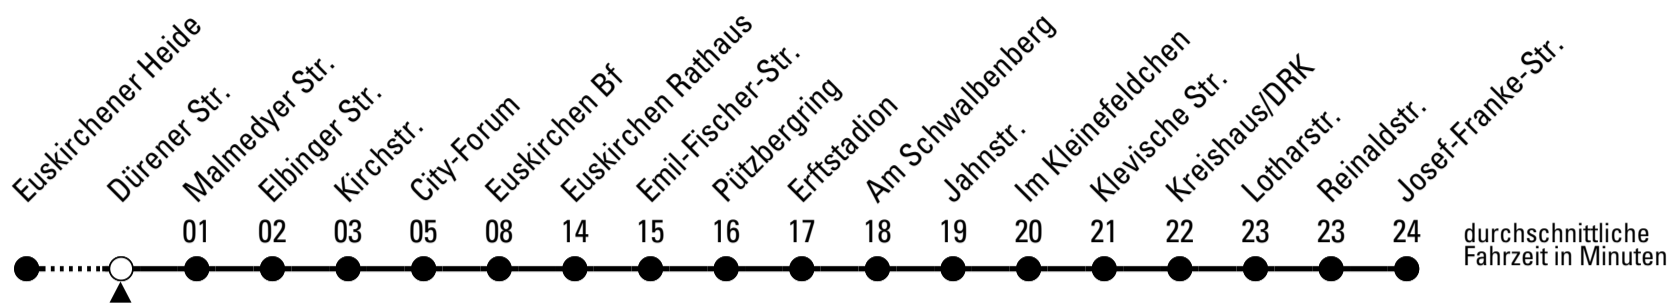 Euskirchener Heide
Dürener Str.
Malmedyer Str.
Elbinger Str.
Kirchstr.
City-Forum
Euskirchen Bf
Euskirchen Rathaus
Emil-Fischer-Str.
Pützbergring
Erftstadion
Am Schwalbenberg
Jahnstr.
Im Kleinefeldchen
Klevische Str.
Kreishaus/DRK
Lotharstr.
Reinaldstr.
Josef-Franke-Str.
01 02 03 05 08 14 15 16 17 18 19 20 21 22 23 23 24
durchschnittliche
Fahrzeit in Minuten